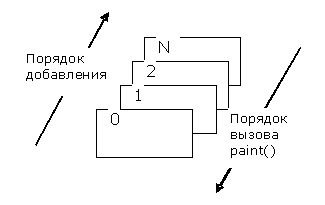 Порядок
добавления
N
2
1
0
Порядок
вызова
paint()